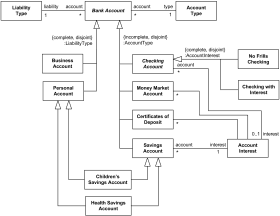 Liability Type
liability
1
account
*
Bank Account
account
*
type
1
Account Type
{complete, disjoint}
:LiabilityType
{incomplete, disjoint}
:AccountType
{complete, disjoint}
:AccountInterest
Business Account
Checking Account
account
*
No Frills Checking
Personal Account
Money Market Account
*
Checking with Interest
Certificates of Deposit
*
0..1
interest
Savings Account
account
*
interest
1
Account Interest
Children's Savings Account
Health Savings Account